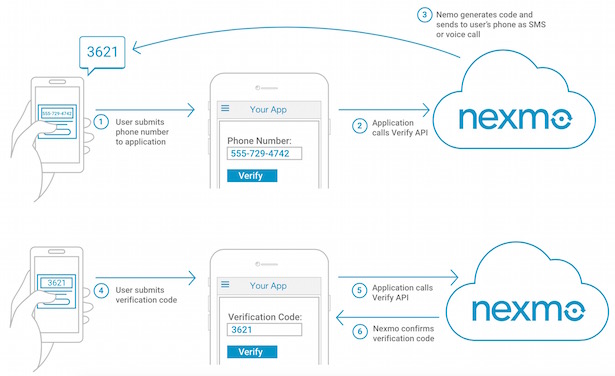 3 Nemo generates code and
sends to user's phone as SMS
or voice call
3621
555-729-4742
1 User submits
phone number
to application
Your App
Phone Number:
555-729-4742
Verify
2 Application
calls Verify API
nexmo
3621
4 User submits
verification code
Your App
Verification Code:
3621
Verify
5 Application calls
Verify API
6 Nexmo confirms
verification code
nexmo